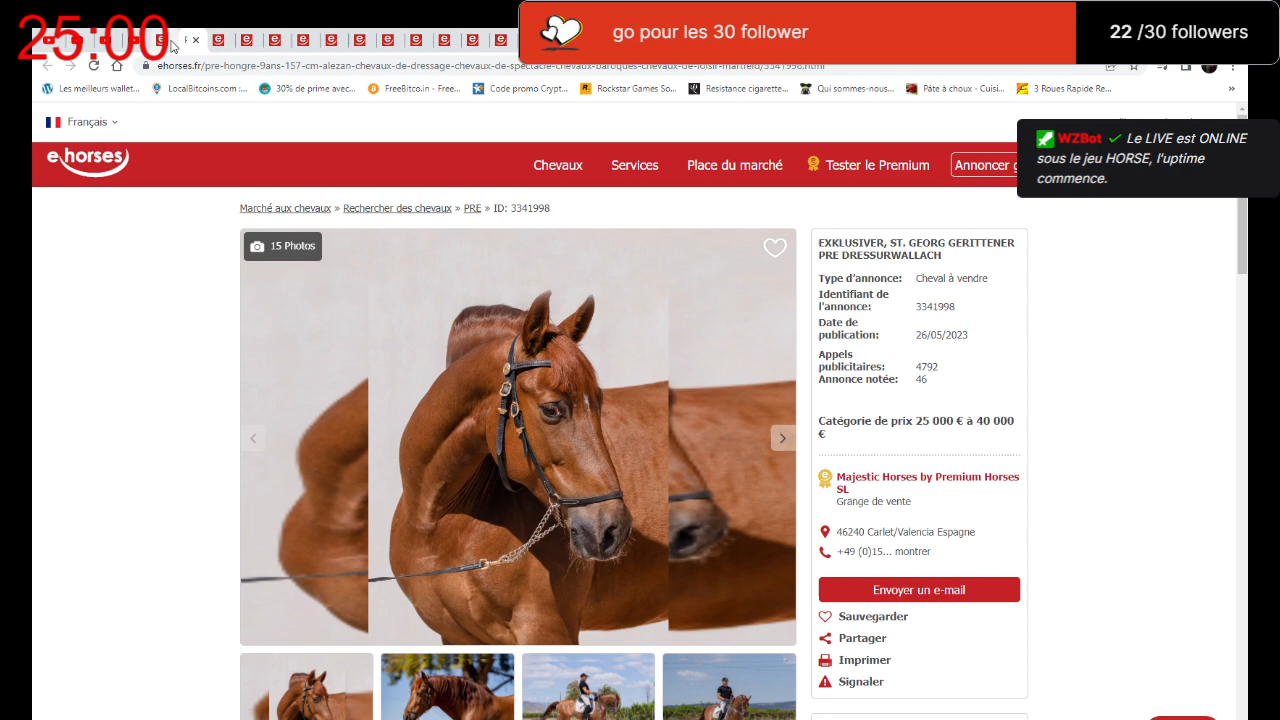 25:00
go pour les 30 follower
22 /30 followers
ehorses.fr/pre-hongre-9ans-157-cm-alezan-chevaux-de-dressage-chevaux-de-spectacle-chevaux-baroques-chevaux-de-loisir-martfeld/3341998.html
Les meilleurs wallet...
LocalBitcoins.com :...
30% de prime avec...
FreeBitco.in - Free...
Code promo Crypt...
Rockstar Games So...
Resistance cigarette...
Qui sommes-nous...
Pâte à choux - Cuisi...
3 Roues Rapide Re...
»
Français
WZBot ✓ Le LIVE est ONLINE
sous le jeu HORSE, l'uptime
commence.
e.horses
Chevaux
Services
Place du marché
Tester le Premium
Annoncer g
Marché aux chevaux » Rechercher des chevaux » PRE » ID: 3341998
15 Photos
EXKLUSIVER, ST. GEORG GERITTENER
PRE DRESSURWALLACH
Type d'annonce: Cheval à vendre
Identifiant de
l'annonce: 3341998
Date de
publication: 26/05/2023
Appels
publicitaires: 4792
Annonce notée: 46
Catégorie de prix 25 000 € à 40 000
€
Majestic Horses by Premium Horses
SL
Grange de vente
46240 Carlet/Valencia Espagne
+49 (0)15... montrer
Envoyer un e-mail
Sauvegarder
Partager
Imprimer
Signaler